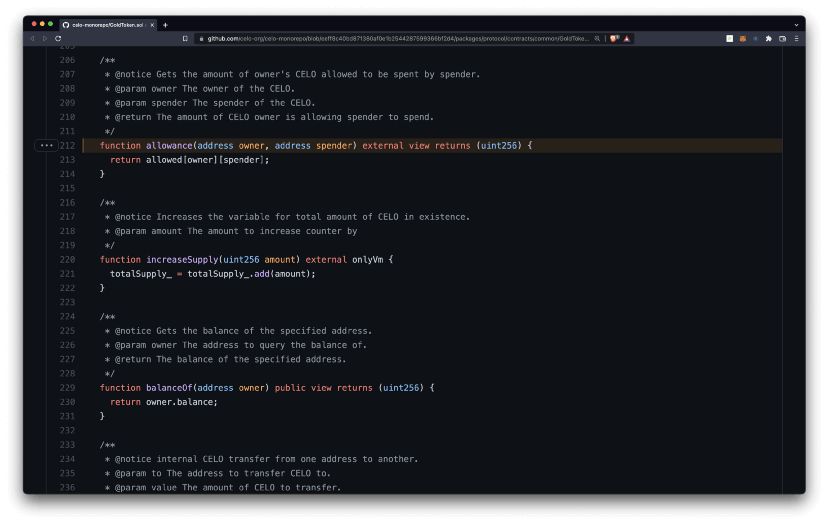 celo-monorepo/GoldToken.sol at
github.com/celo-org/celo-monorepo/blob/eeff8c40bd871380af0e1b2544287599366bf2d4/packages/protocol/contracts/common/GoldToke...
205
206 /**
207 * @notice Gets the amount of owner's CELO allowed to be spent by spender.
208 * @param owner The owner of the CELO.
209 * @param spender The spender of the CELO.
210 * @return The amount of CELO owner is allowing spender to spend.
211 */
212 function allowance(address owner, address spender) external view returns (uint256) {
213 return allowed[owner][spender];
214 }
215
216 /**
217 * @notice Increases the variable for total amount of CELO in existence.
218 * @param amount The amount to increase counter by
219 */
220 function increaseSupply(uint256 amount) external onlyVm {
221 totalSupply_ = totalSupply_.add(amount);
222 }
223
224 /**
225 * @notice Gets the balance of the specified address.
226 * @param owner The address to query the balance of.
227 * @return The balance of the specified address.
228 */
229 function balanceOf(address owner) public view returns (uint256) {
230 return owner.balance;
231 }
232
233 /**
234 * @notice internal CELO transfer from one address to another.
235 * @param to The address to transfer CELO to.
236 * @param value The amount of CELO to transfer.